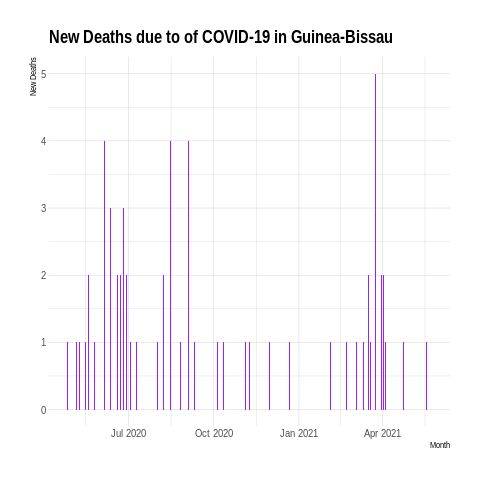 New Deaths due to of COVID-19 in Guinea-Bissau
New Deaths
5
4
3
2
1
0
Jul 2020 Oct 2020 Jan 2021 Apr 2021
Month